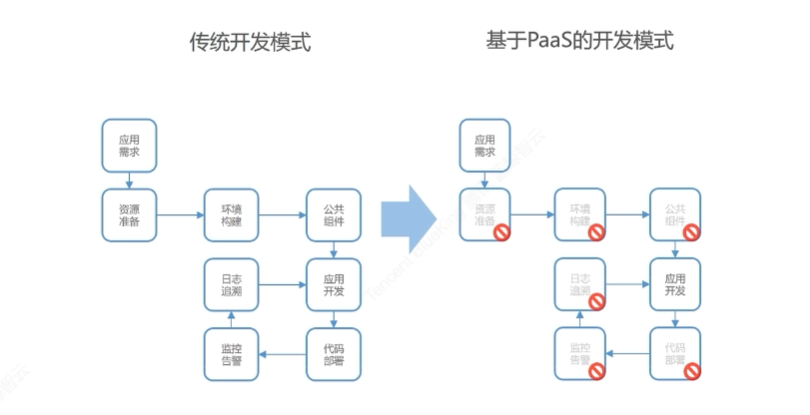 传统开发模式
基于PaaS的开发模式
应用
需求
资源
准备
环境
构建
公共
组件
日志
追溯
应用
开发
监控
告警
代码
部署
应用
需求
资源
准备
环境
构建
公共
组件
日志
追溯
应用
开发
监控
告警
代码
部署